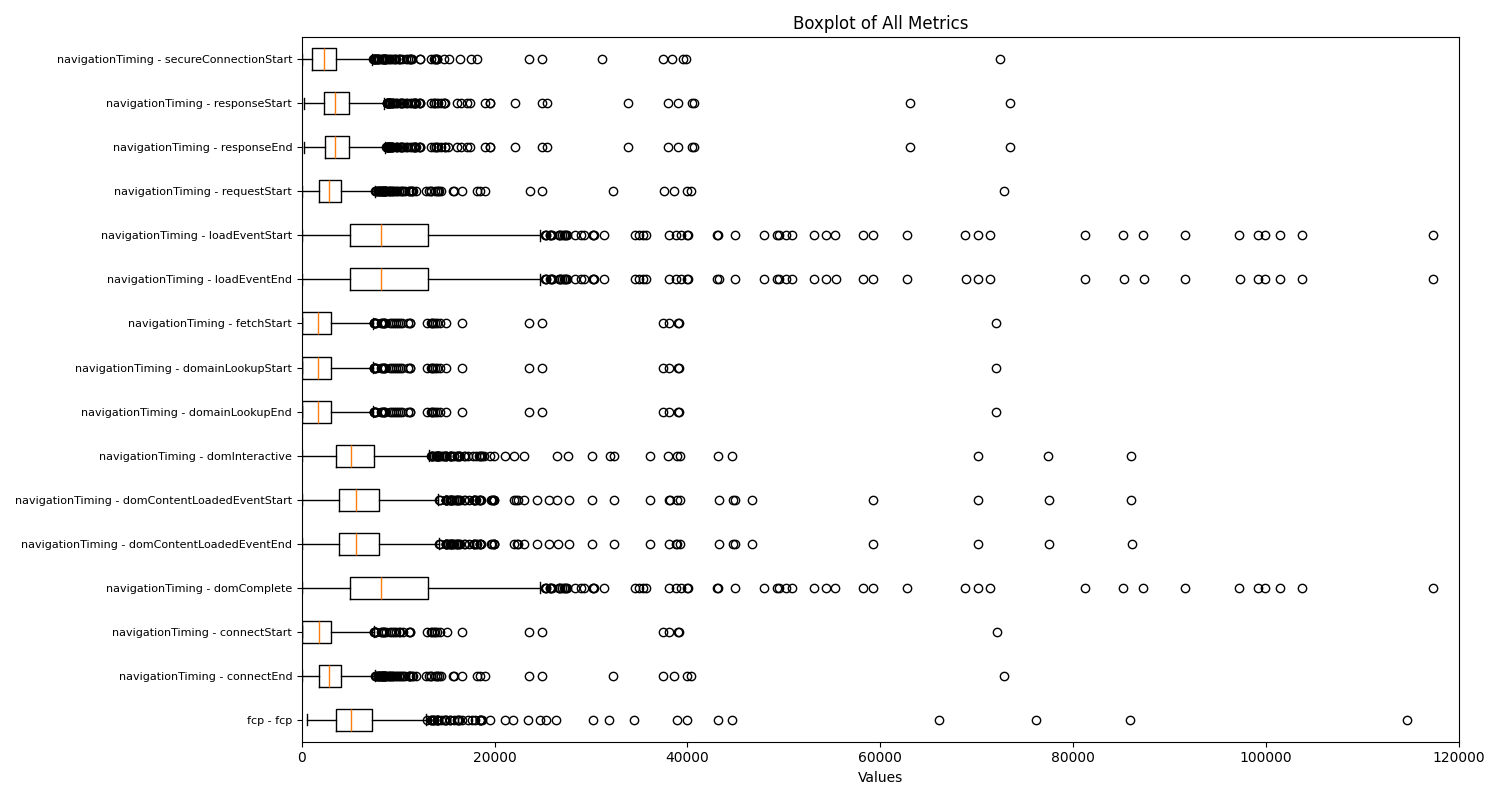 Boxplot of All Metrics
navigationTiming - secureConnectionStart
navigationTiming - responseStart
navigationTiming - responseEnd
navigationTiming - requestStart
navigationTiming - loadEventStart
navigationTiming - loadEventEnd
navigationTiming - fetchStart
navigationTiming - domainLookupStart
navigationTiming - domainLookupEnd
navigationTiming - domInteractive
navigationTiming - domContentLoadedEventStart
navigationTiming - domContentLoadedEventEnd
navigationTiming - domComplete
navigationTiming - connectStart
navigationTiming - connectEnd
fcp - fcp
0 20000 40000 60000 80000 100000 120000
Values